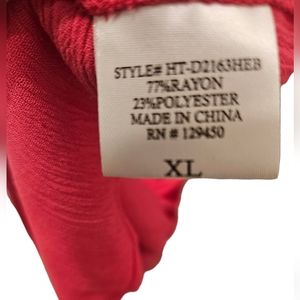 STYLE# HT-D2163HEB
77%RAYON
23%POLYESTER
MADE IN CHINA
RN # 129450
XL